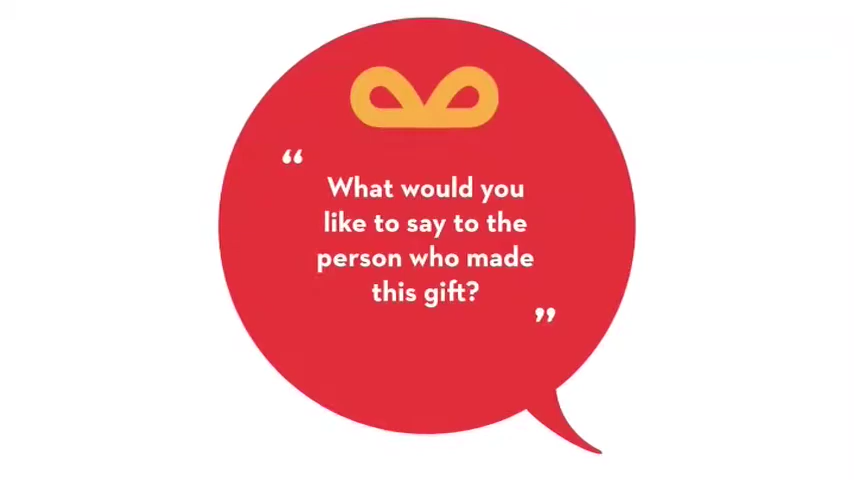 “
What would you
like to say to the
person who made
this gift?
”